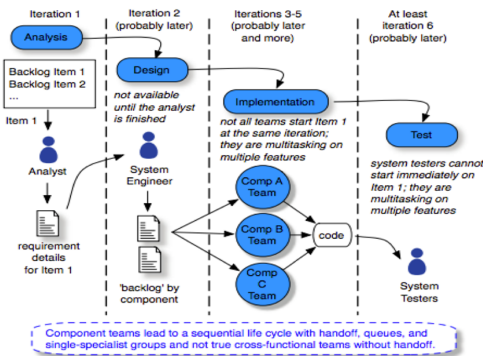 Iteration 1
Analysis
Backlog Item 1
Backlog Item 2
...
Item 1
Analyst
requirement
details
for Item 1
Iteration 2
(probably later)
Design
not available
until the analyst
is finished
System
Engineer
'backlog' by
component
Iterations 3-5
(probably later
and more)
Implementation
not all teams start Item 1
at the same iteration;
they are multitasking on
multiple features
Comp A
Team
Comp B
Team
Comp
C
Team
code
At least
iteration 6
(probably later)
Test
system testers cannot
start immediately on
Item 1; they are
multitasking on
multiple features
System
Testers
Component teams lead to a sequential life cycle with handoff, queues, and
single-specialist groups and not true cross-functional teams without handoff.